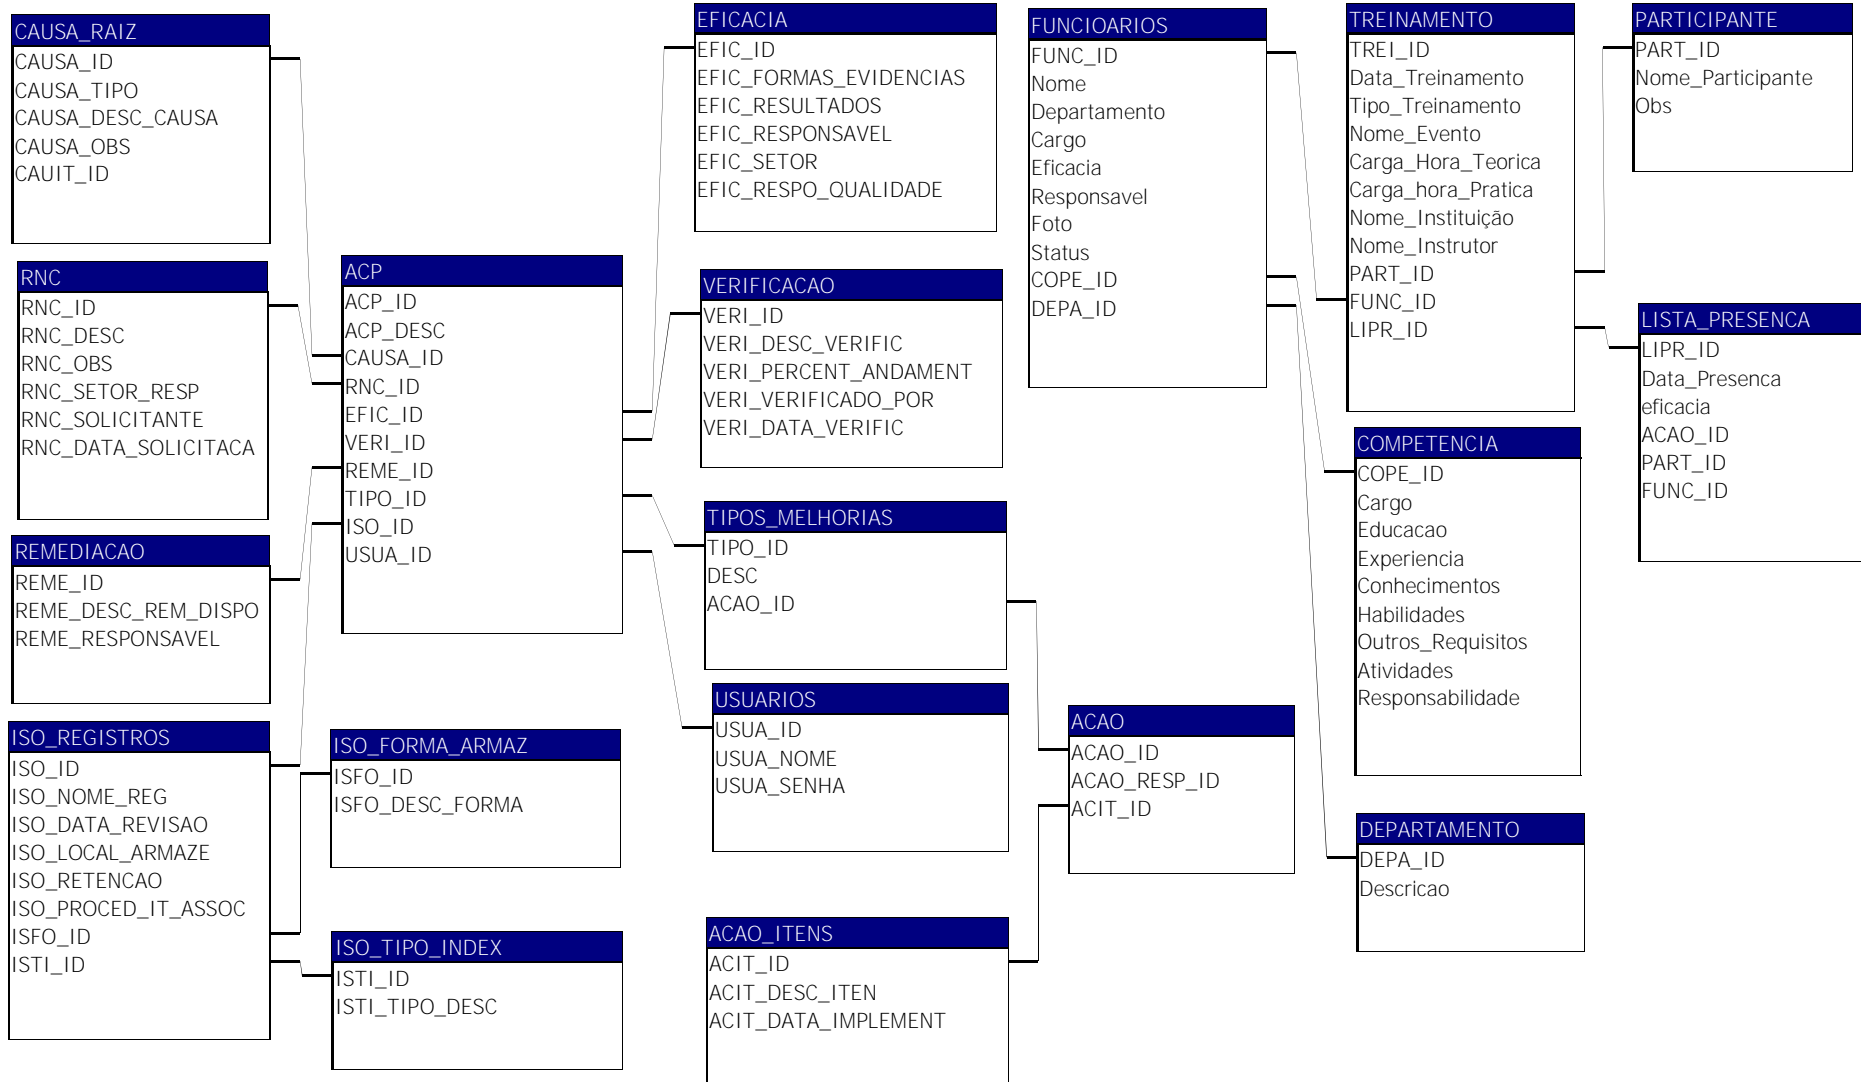 CAUSA_RAIZ
CAUSA_ID
CAUSA_TIPO
CAUSA_DESC_CAUSA
CAUSA_OBS
CAUIT_ID
RNC
RNC_ID
RNC_DESC
RNC_OBS
RNC_SETOR_RESP
RNC_SOLICITANTE
RNC_DATA_SOLICITACA
REMEDIACAO
REME_ID
REME_DESC_REM_DISPO
REME_RESPONSAVEL
ISO_REGISTROS
ISO_ID
ISO_NOME_REG
ISO_DATA_REVISAO
ISO_LOCAL_ARMAZE
ISO_RETENCAO
ISO_PROCED_IT_ASSOC
ISFO_ID
ISTI_ID
ACP
ACP_ID
ACP_DESC
CAUSA_ID
RNC_ID
EFIC_ID
VERI_ID
REME_ID
TIPO_ID
ISO_ID
USUA_ID
ISO_FORMA_ARMAZ
ISFO_ID
ISFO_DESC_FORMA
ISO_TIPO_INDEX
ISTI_ID
ISTI_TIPO_DESC
EFICACIA
EFIC_ID
EFIC_FORMAS_EVIDENCIAS
EFIC_RESULTADOS
EFIC_RESPONSAVEL
EFIC_SETOR
EFIC_RESPO_QUALIDADE
VERIFICACAO
VERI_ID
VERI_DESC_VERIFIC
VERI_PERCENT_ANDAMENT
VERI_VERIFICADO_POR
VERI_DATA_VERIFIC
TIPOS_MELHORIAS
TIPO_ID
DESC
ACAO_ID
USUARIOS
USUA_ID
USUA_NOME
USUA_SENHA
ACAO_ITENS
ACIT_ID
ACIT_DESC_ITEN
ACIT_DATA_IMPLEMENT
FUNCIOARIOS
FUNC_ID
Nome
Departamento
Cargo
Eficacia
Responsavel
Foto
Status
COPE_ID
DEPA_ID
ACAO
ACAO_ID
ACAO_RESP_ID
ACIT_ID
TREINAMENTO
TREI_ID
Data_Treinamento
Tipo_Treinamento
Nome_Evento
Carga_Hora_Teorica
Carga_hora_Pratica
Nome_Instituição
Nome_Instrutor
PART_ID
FUNC_ID
LIPR_ID
COMPETENCIA
COPE_ID
Cargo
Educacao
Experiencia
Conhecimentos
Habilidades
Outros_Requisitos
Atividades
Responsabilidade
DEPARTAMENTO
DEPA_ID
Descricao
PARTICIPANTE
PART_ID
Nome_Participante
Obs
LISTA_PRESENCA
LIPR_ID
Data_Presenca
eficacia
ACAO_ID
PART_ID
FUNC_ID